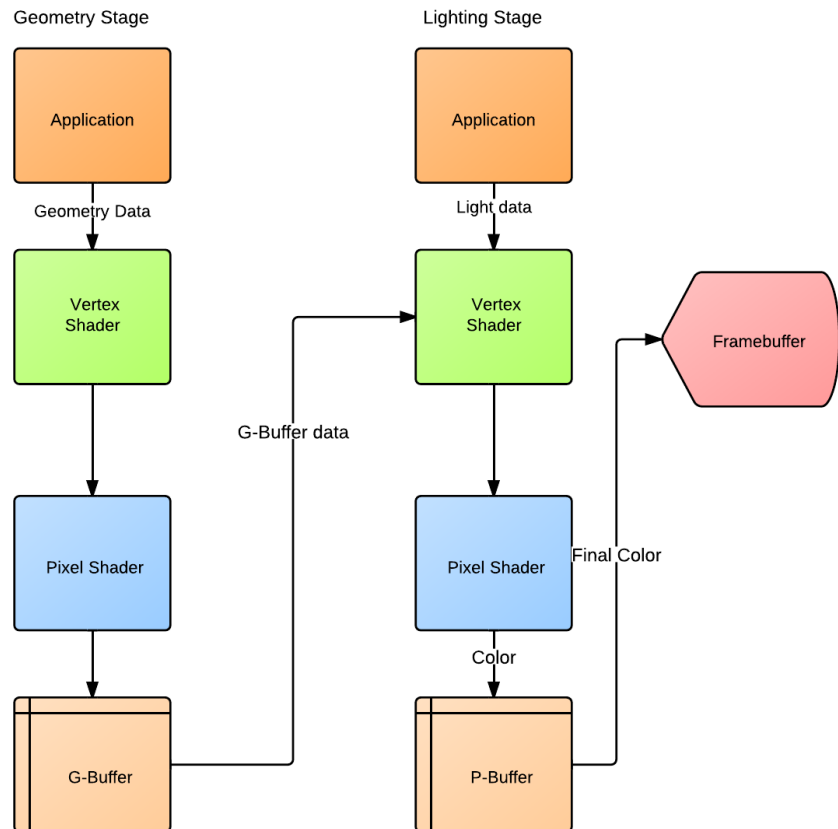 Geometry Stage
Lighting Stage
Application
Application
Geometry Data
Light data
Vertex
Shader
Vertex
Shader
Framebuffer
G-Buffer data
Pixel Shader
Pixel Shader
Final Color
Color
G-Buffer
P-Buffer